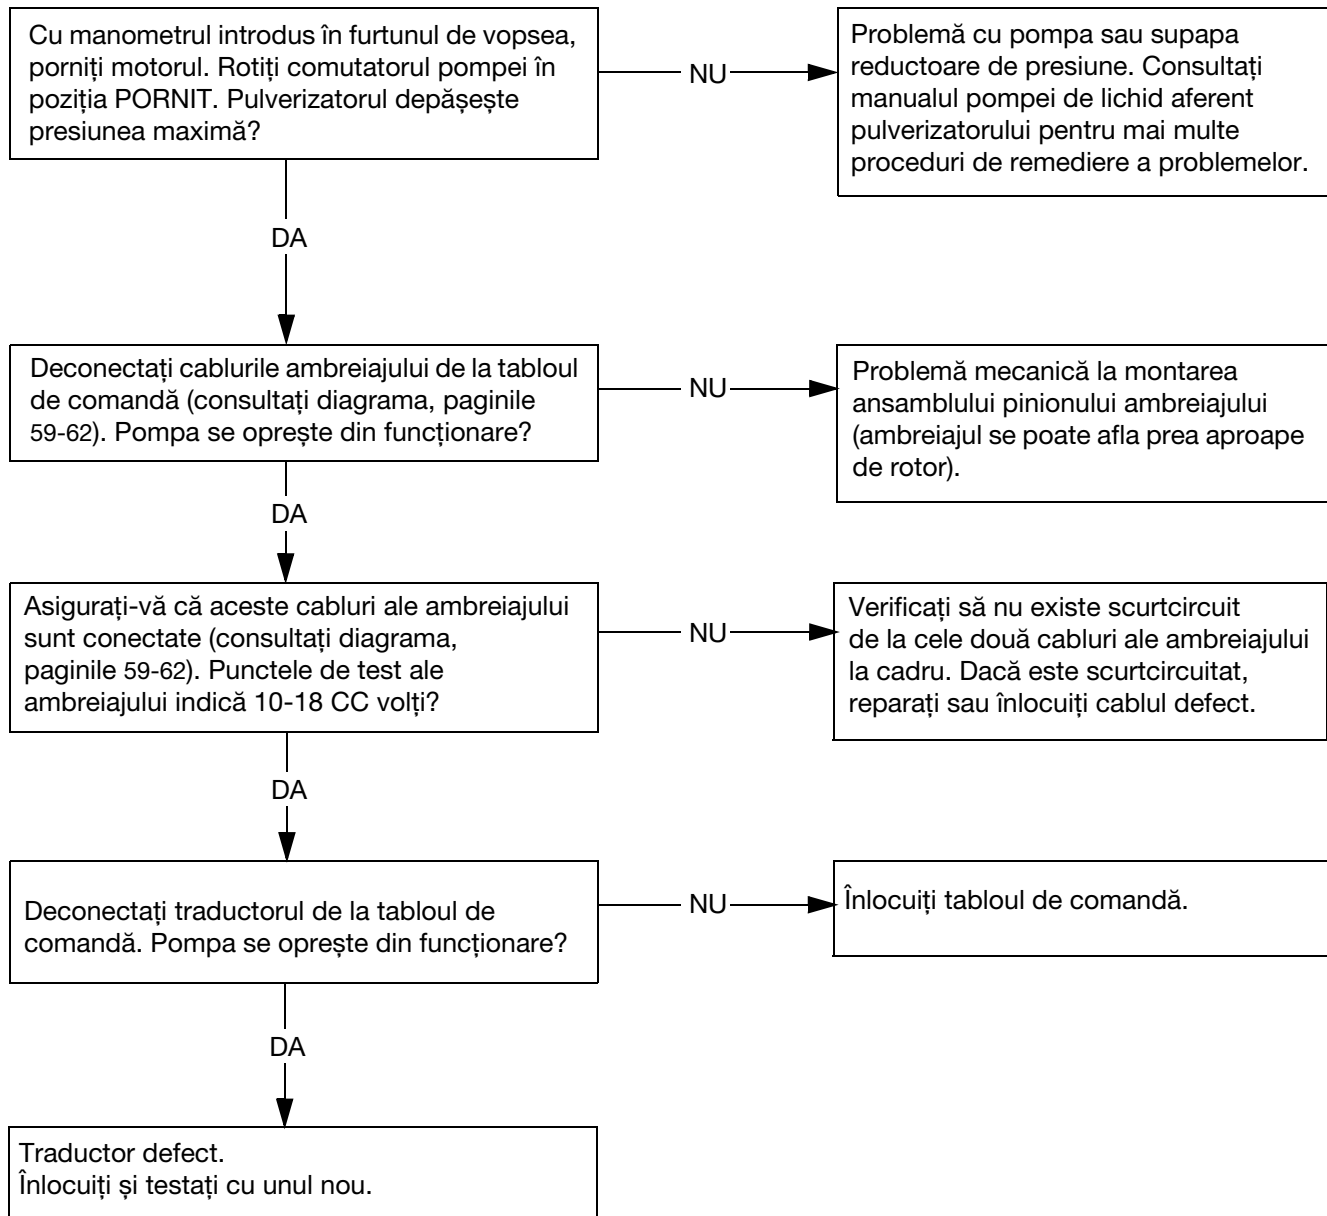 Cu manometrul introdus în furtunul de vopsea,
porniți motorul. Rotiți comutatorul pompei în
poziția PORNIT. Pulverizatorul depășește
presiunea maximă?
NU
Problemă cu pompa sau supapa
reductoare de presiune. Consultați
manualul pompei de lichid aferent
pulverizatorului pentru mai multe
proceduri de remediere a problemelor.
DA
Deconectați cablurile ambreiajului de la tabloul
de comandă (consultați diagrama, paginile
59-62). Pompa se oprește din funcționare?
NU
Problemă mecanică la montarea
ansamblului pinionului ambreiajului
(ambreiajul se poate afla prea aproape
de rotor).
DA
Asigurați-vă că aceste cabluri ale ambreiajului
sunt conectate (consultați diagrama,
paginile 59-62). Punctele de test ale
ambreiajului indică 10-18 CC volți?
NU
Verificați să nu existe scurtcircuit
de la cele două cabluri ale ambreiajului
la cadru. Dacă este scurtcircuitat,
reparați sau înlocuiți cablul defect.
DA
Deconectați traductorul de la tabloul de
comandă. Pompa se oprește din funcționare?
NU
Înlocuiți tabloul de comandă.
DA
Traductor defect.
Înlocuiți și testați cu unul nou.